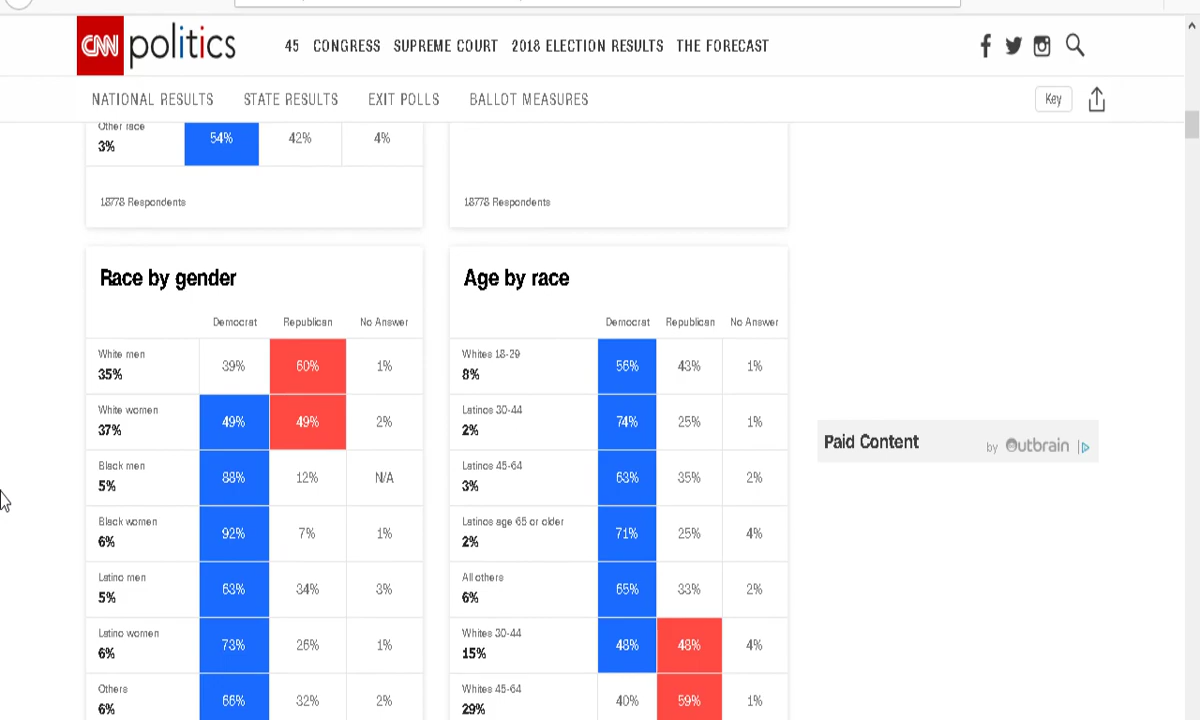 CNN politics 45 CONGRESS SUPREME COURT 2018 ELECTION RESULTS THE FORECAST
NATIONAL RESULTS STATE RESULTS EXIT POLLS BALLOT MEASURES Key
Other race
3%
54% 42% 4%
18778 Respondents
18778 Respondents
Race by gender
Democrat Republican No Answer
White men
35%
39% 60% 1%
White women
37%
49% 49% 2%
Black men
5%
88% 12% N/A
Black women
6%
92% 7% 1%
Latino men
5%
63% 34% 3%
Latino women
6%
73% 26% 1%
Others
6%
66% 32% 2%
Age by race
Democrat Republican No Answer
Whites 18-29
8%
56% 43% 1%
Latinos 30-44
2%
74% 25% 1%
Latinos 45-64
3%
63% 35% 2%
Latinos age 65 or older
2%
71% 25% 4%
All others
6%
65% 33% 2%
Whites 30-44
15%
48% 48% 4%
Whites 45-64
29%
40% 59% 1%
Paid Content by Outbrain